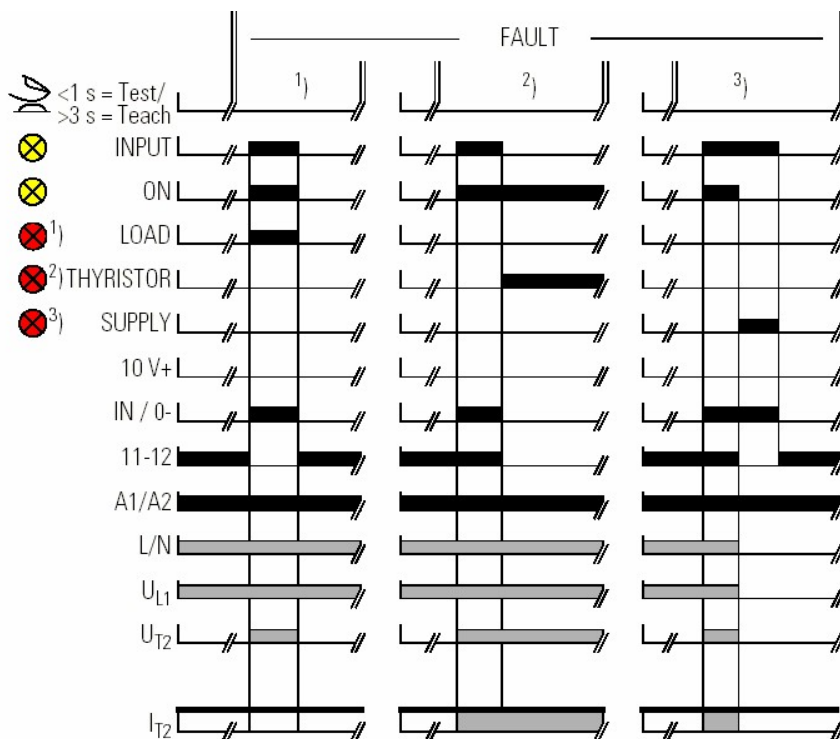 FAULT
1) 2) 3)
<1 s = Test/
>3 s = Teach
INPUT
ON
1) LOAD
2) THYRISTOR
3) SUPPLY
10 V+
IN / 0-
11-12
A1/A2
L/N
UL1
UT2
IT2